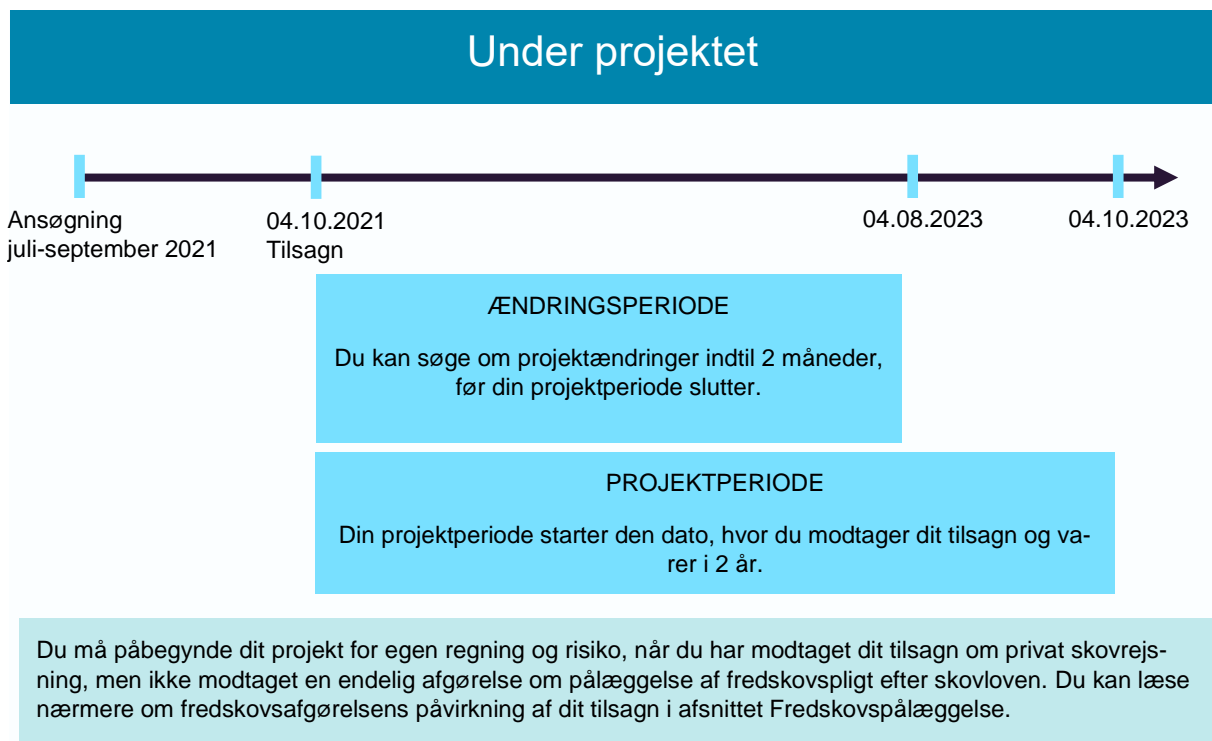 Under projektet
Ansøgning
juli-september 2021
04.10.2021
Tilsagn
04.08.2023
04.10.2023
ÆNDRINGSPERIODE
Du kan søge om projektændringer indtil 2 måneder,
før din projektperiode slutter.
PROJEKTPERIODE
Din projektperiode starter den dato, hvor du modtager dit tilsagn og va-
rer i 2 år.
Du må påbegynde dit projekt for egen regning og risiko, når du har modtaget dit tilsagn om privat skovrejs-
ning, men ikke modtaget en endelig afgørelse om pålæggelse af fredskovspligt efter skovloven. Du kan læse
nærmere om fredskovsafgørelsens påvirkning af dit tilsagn i afsnittet Fredskovspålæggelse.